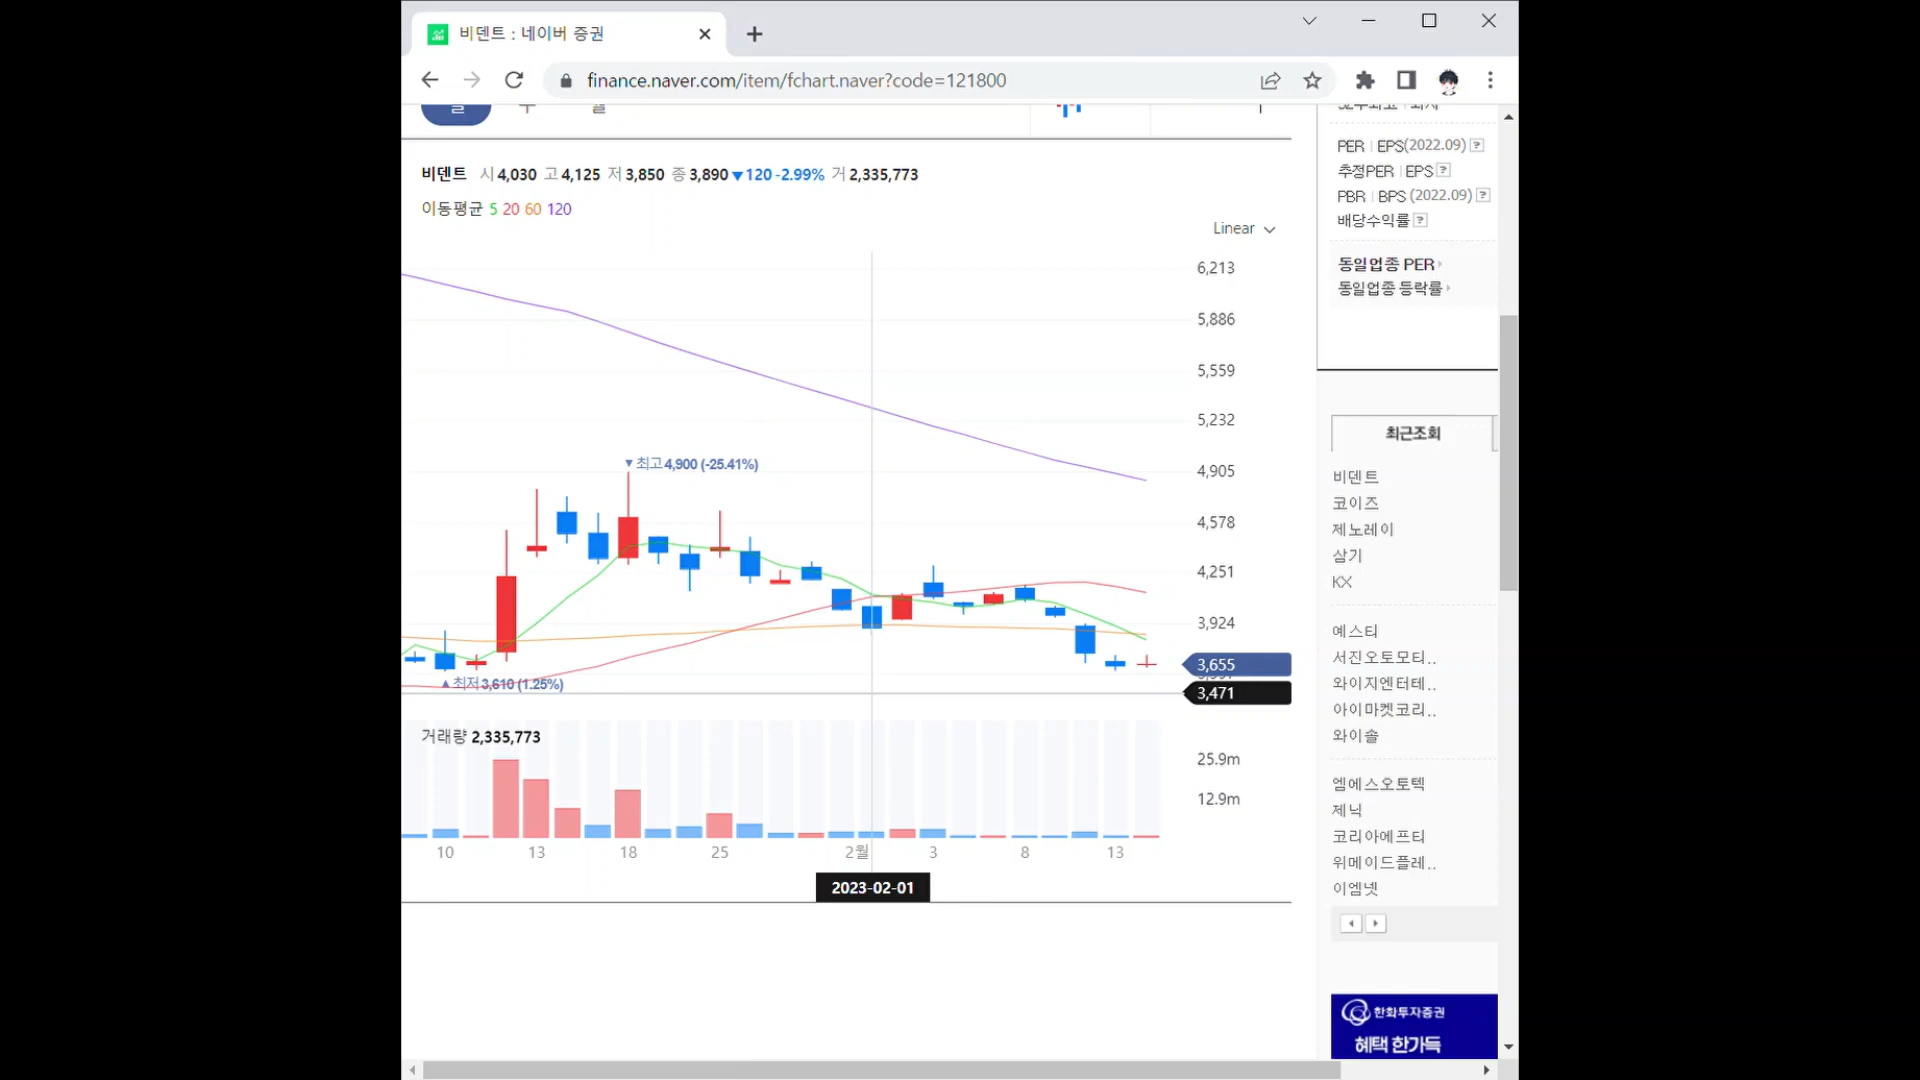 비덴트 : 네이버 증권
finance.naver.com/item/fchart.naver?code=121800
비덴트 시 4,030 고 4,125 저 3,850 종 3,890 ▼120 -2.99% 거 2,335,773
이동평균 5 20 60 120
Linear
6,213
5,886
5,559
5,232
4,905
4,578
4,251
3,924
3,655
3,471
▼최고4,900 (-25.41%)
▲최저3,610 (1.25%)
거래량 2,335,773
25.9m
12.9m
10 13 18 25 2월 3 8 13
2023-02-01
PER | EPS(2022.09) ?
추정PER | EPS ?
PBR | BPS (2022.09) ?
배당수익률 ?
동일업종 PER
동일업종 등락률
최근조회
비덴트
코이즈
제노레이
삼기
KX
예스티
서진오토모티..
와이지엔터테..
아이마켓코리..
와이솔
엠에스오토텍
제닉
코리아에프티
위메이드플레..
이엠넷
한화투자증권
혜택 한가득